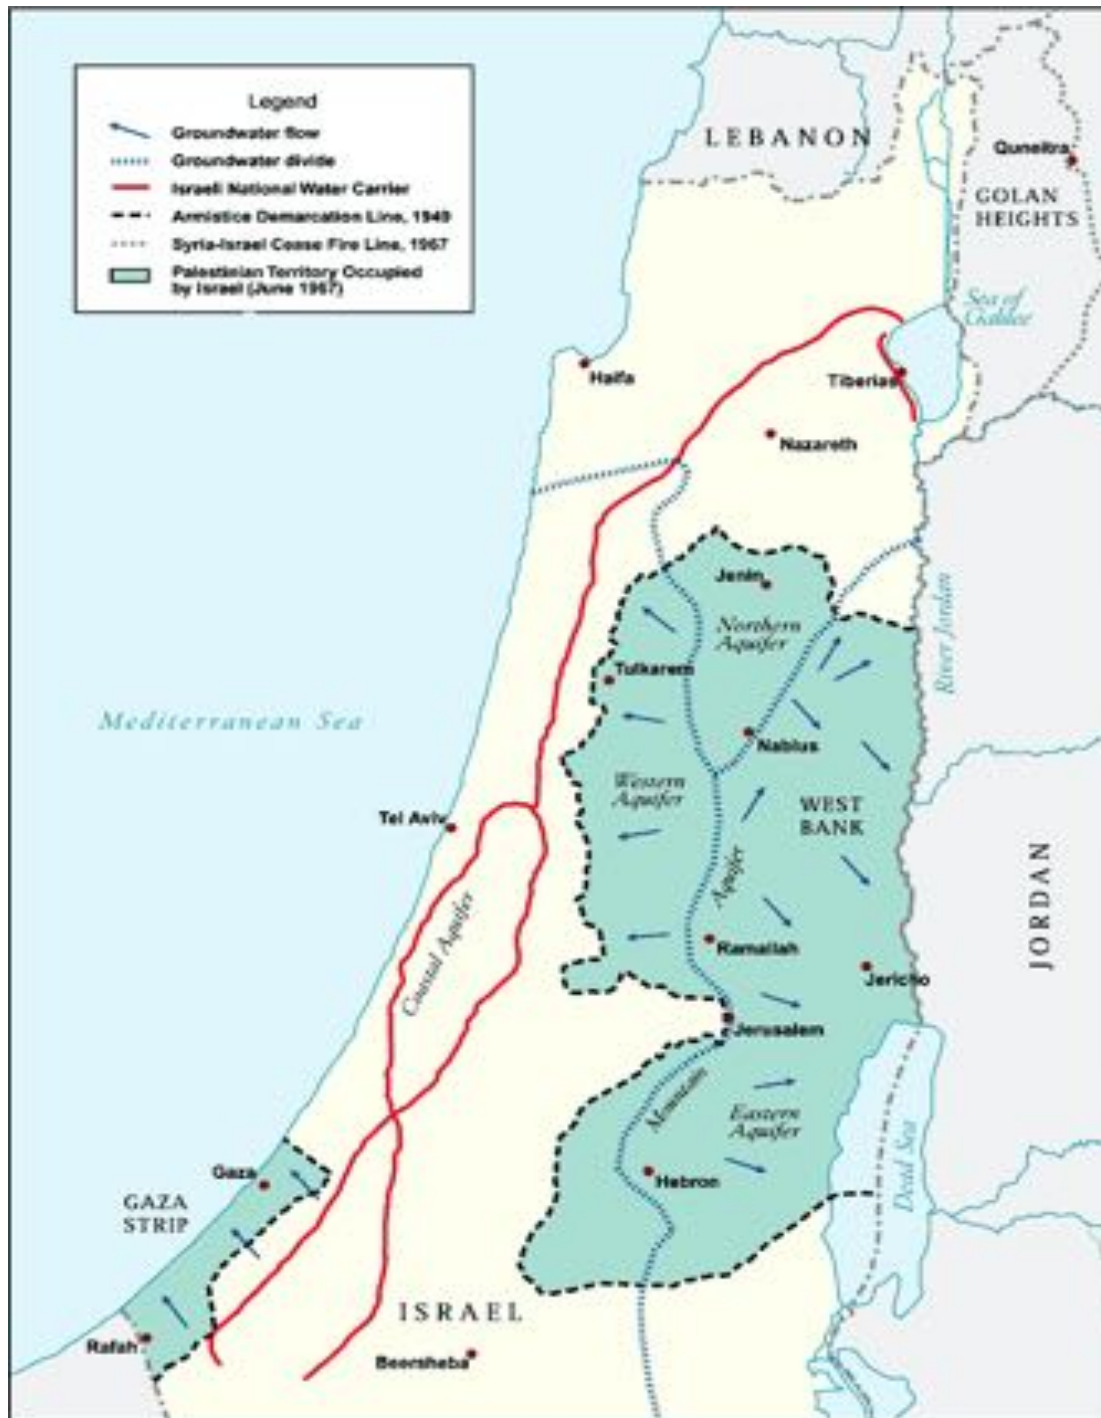 Legend
Groundwater flow
Groundwater divide
Israeli National Water Carrier
Armistice Demarcation Line, 1949
Syria-Israel Cease Fire Line, 1967
Palestinian Territory Occupied
by Israel (June 1967)
LEBANON
Quneitra
GOLAN
HEIGHTS
Sea of
Galilee
Haifa
Tiberias
Nazareth
Jenin
Northern
Aquifer
River Jordan
Tulkarem
Mediterranean Sea
Nablus
Western
Aquifer
WEST
BANK
Tel Aviv
Aquifer
JORDAN
Coastal Aquifer
Ramallah
Jericho
Jerusalem
Mountain
Eastern
Aquifer
Dead Sea
Gaza
Hebron
GAZA
STRIP
ISRAEL
Rafah
Beersheba